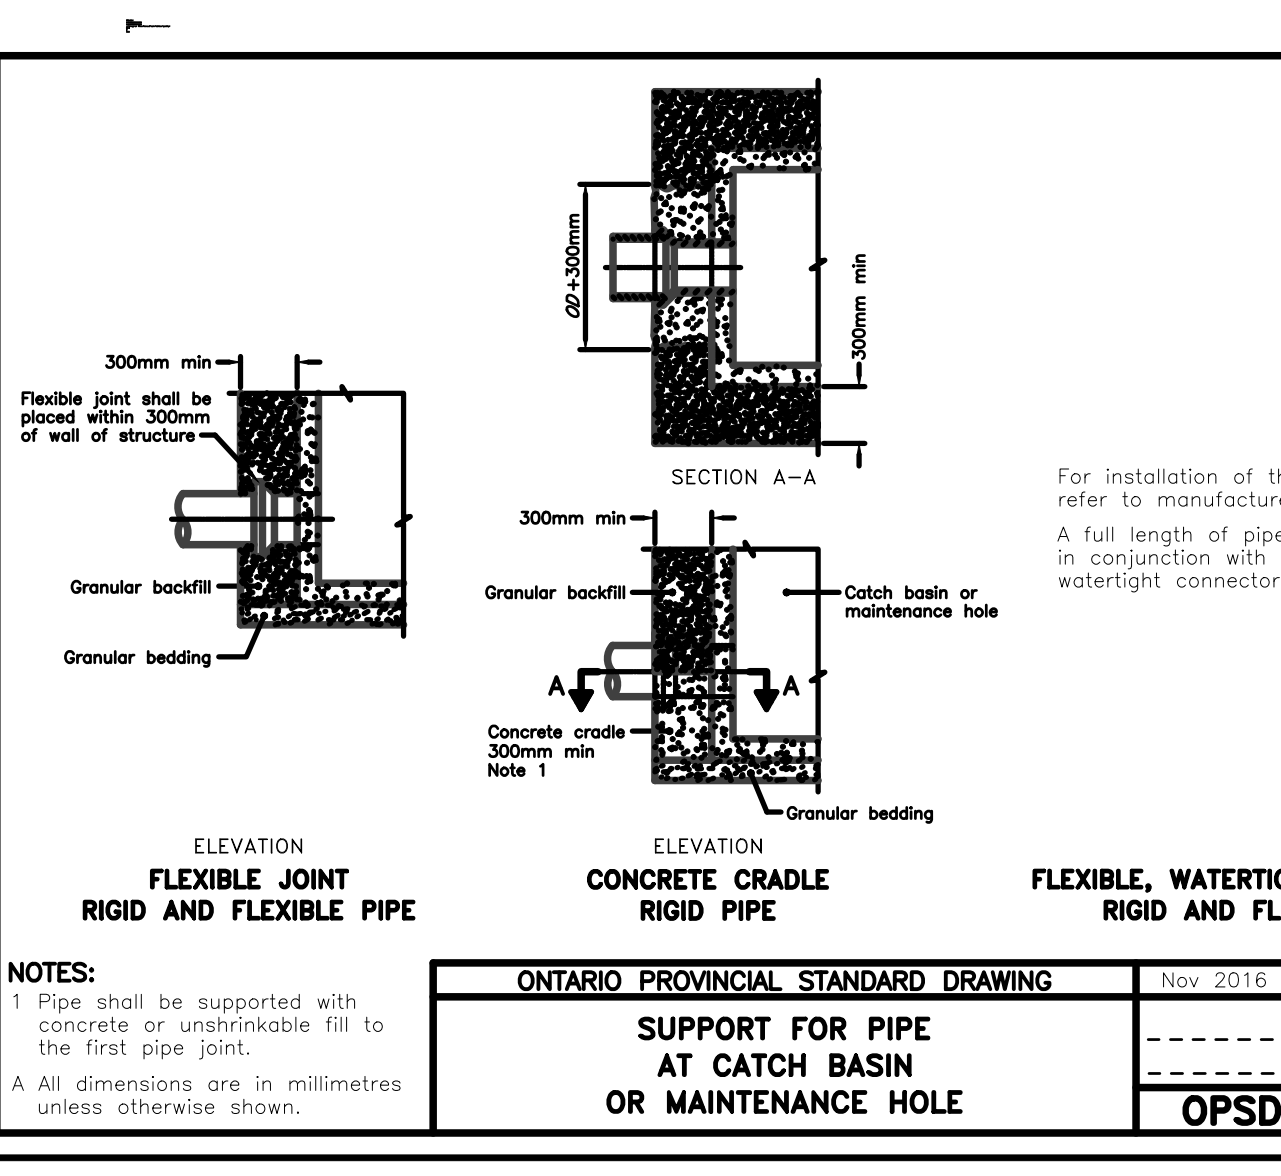 OD+300mm
300mm min
SECTION A-A
300mm min
Flexible joint shall be
placed within 300mm
of wall of structure
Granular backfill
Granular bedding
300mm min
Granular backfill
Catch basin or
maintenance hole
A A
Concrete cradle
300mm min
Note 1
Granular bedding
For installation of
refer to
A full length of pipe
in conjunction with
watertight connector
ELEVATION
FLEXIBLE JOINT
RIGID AND FLEXIBLE PIPE
ELEVATION
CONCRETE CRADLE
RIGID PIPE
FLEXIBLE,
RIGID AND
NOTES:
1 Pipe shall be supported with
concrete or unshrinkable fill to
the first pipe joint.
A All dimensions are in millimetres
unless otherwise shown.
ONTARIO PROVINCIAL STANDARD DRAWING
Nov 2016
SUPPORT FOR PIPE
AT CATCH BASIN
OR MAINTENANCE HOLE
OPSD